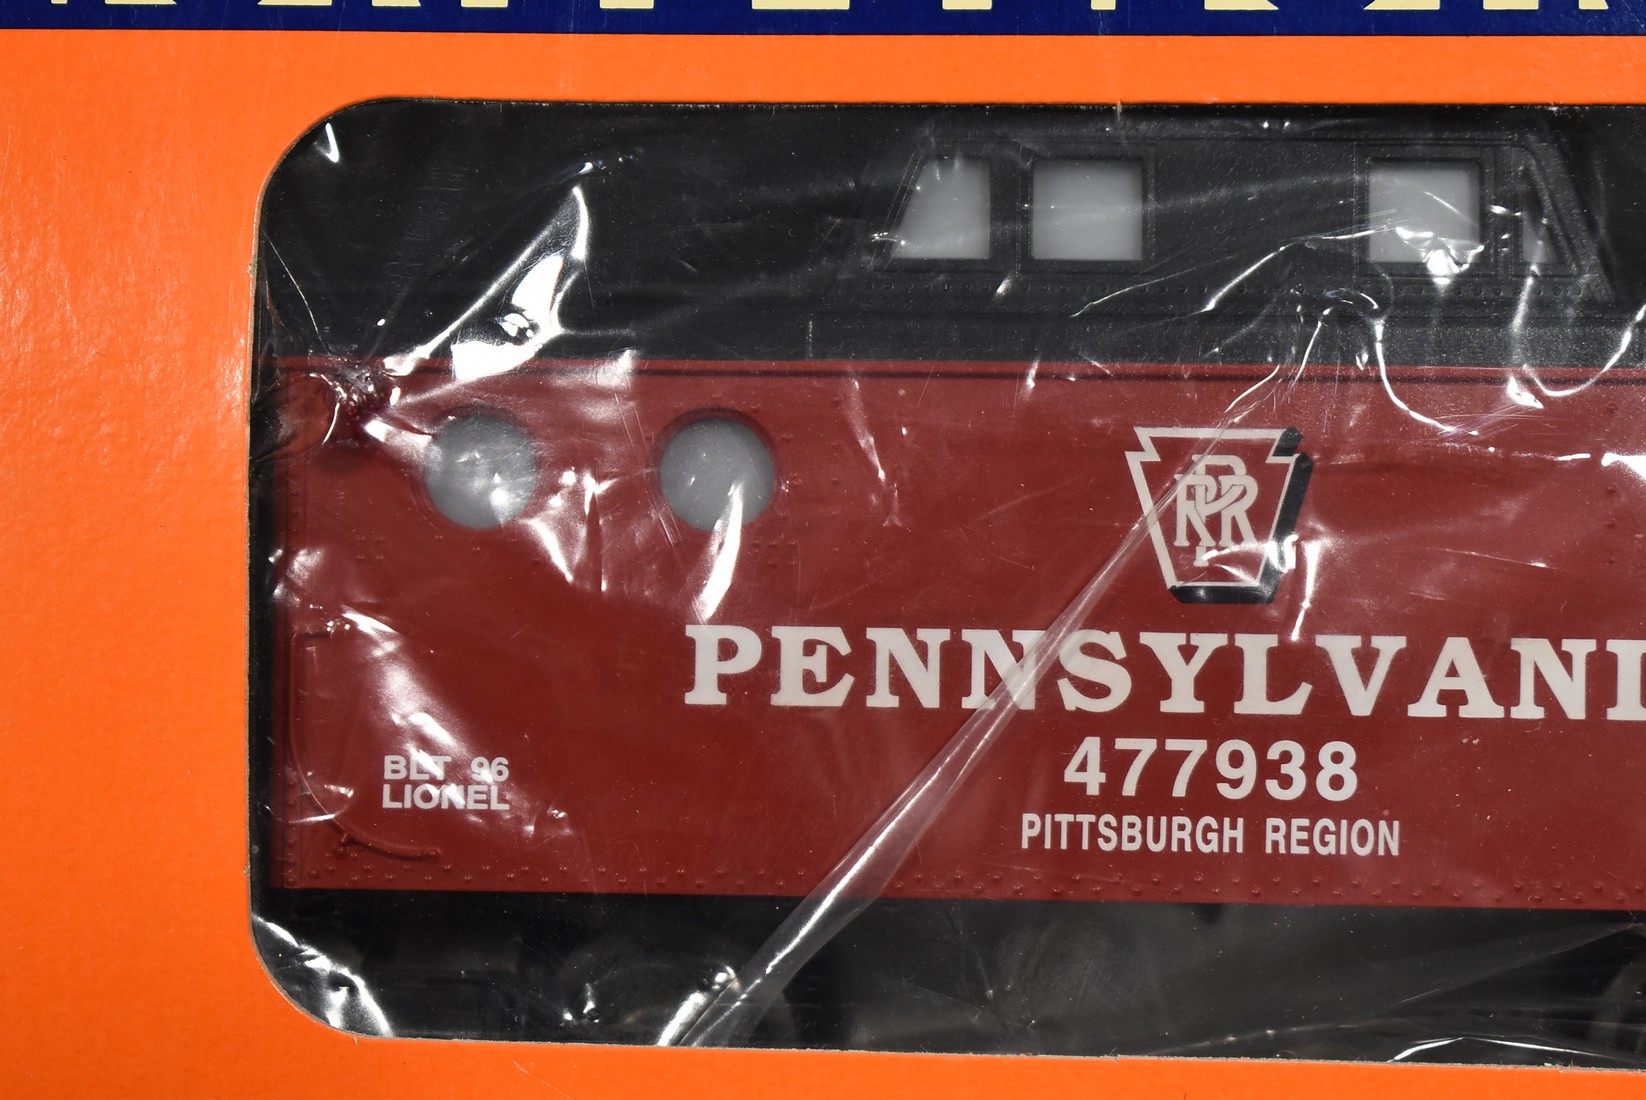 PRR
PENNSYLVANI
477938
PITTSBURGH REGION
BLT 96
LIONEL